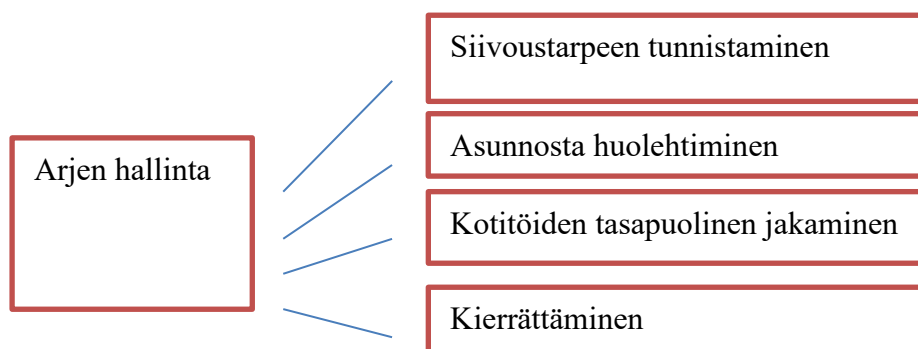 Siivoustarpeen tunnistaminen
Arjen hallinta
Asunnosta huolehtiminen
Kotitöiden tasapuolinen jakaminen
Kierrättäminen